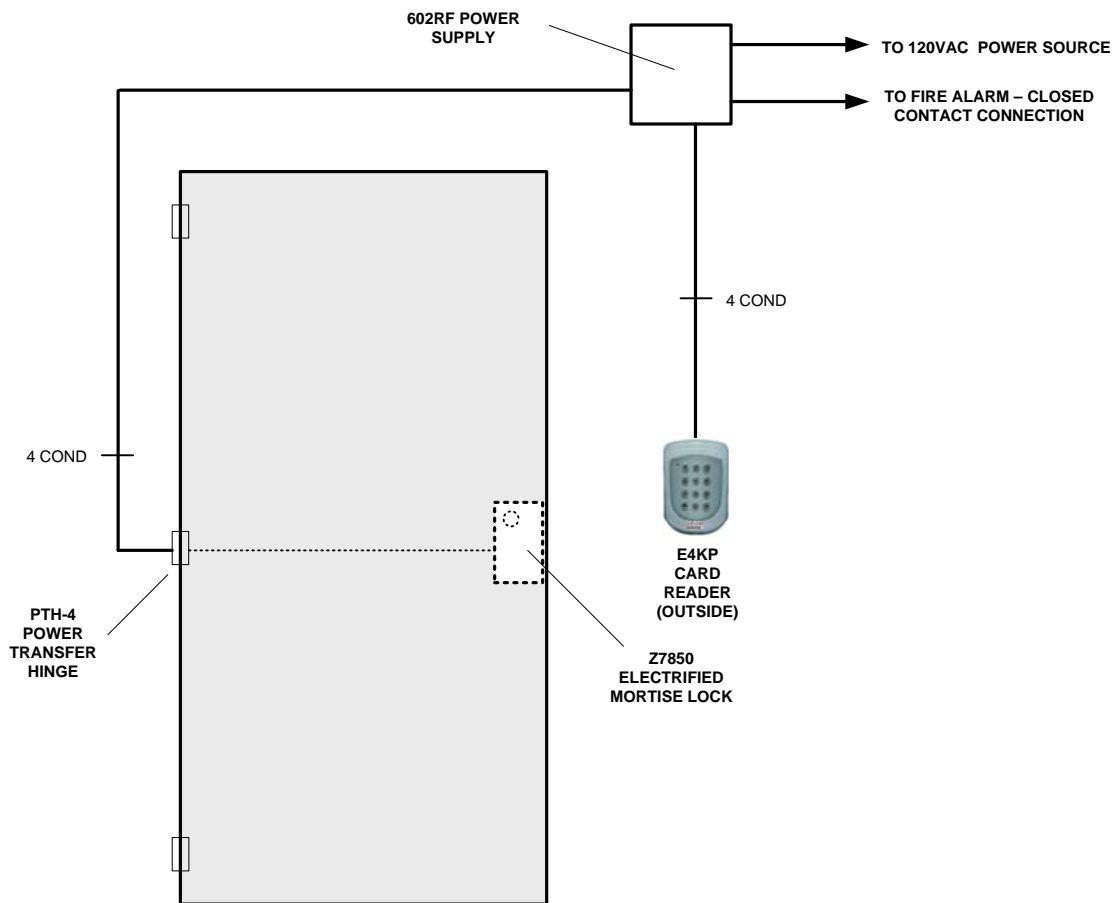 602RF POWER
SUPPLY
TO 120VAC  POWER SOURCE
TO FIRE ALARM – CLOSED
CONTACT CONNECTION
4 COND
4 COND
E4KP
CARD
READER
(OUTSIDE)
PTH-4
POWER
TRANSFER
HINGE
Z7850
ELECTRIFIED
MORTISE LOCK